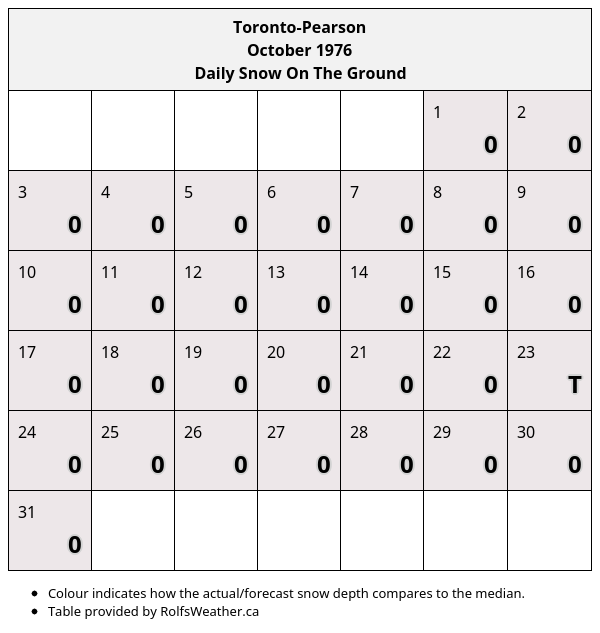 Toronto-Pearson
October 1976
Daily Snow On The Ground
1 2
0 0
3 4 5 6 7 8 9
0 0 0 0 0 0 0
10 11 12 13 14 15 16
0 0 0 0 0 0 0
17 18 19 20 21 22 23
0 0 0 0 0 0 T
24 25 26 27 28 29 30
0 0 0 0 0 0 0
31
0
• Colour indicates how the actual/forecast snow depth compares to the median.
• Table provided by RolfsWeather.ca